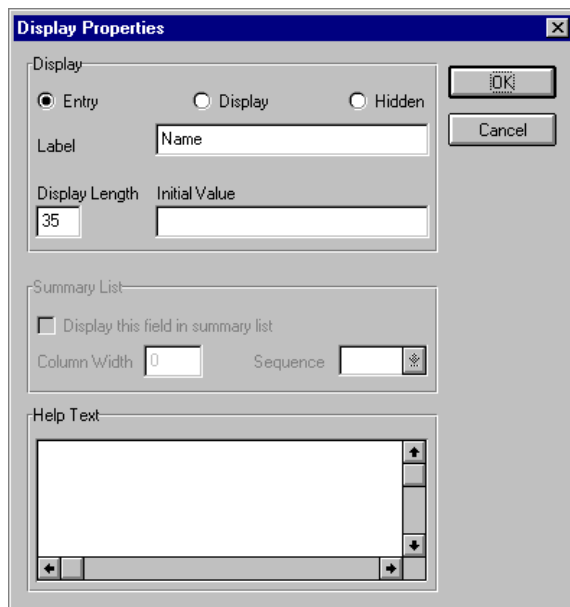 Display Properties
Display
Entry
Display
Hidden
Label
Name
Display Length
Initial Value
35
OK
Cancel
Summary List
Display this field in summary list
Column Width
0
Sequence
Help Text